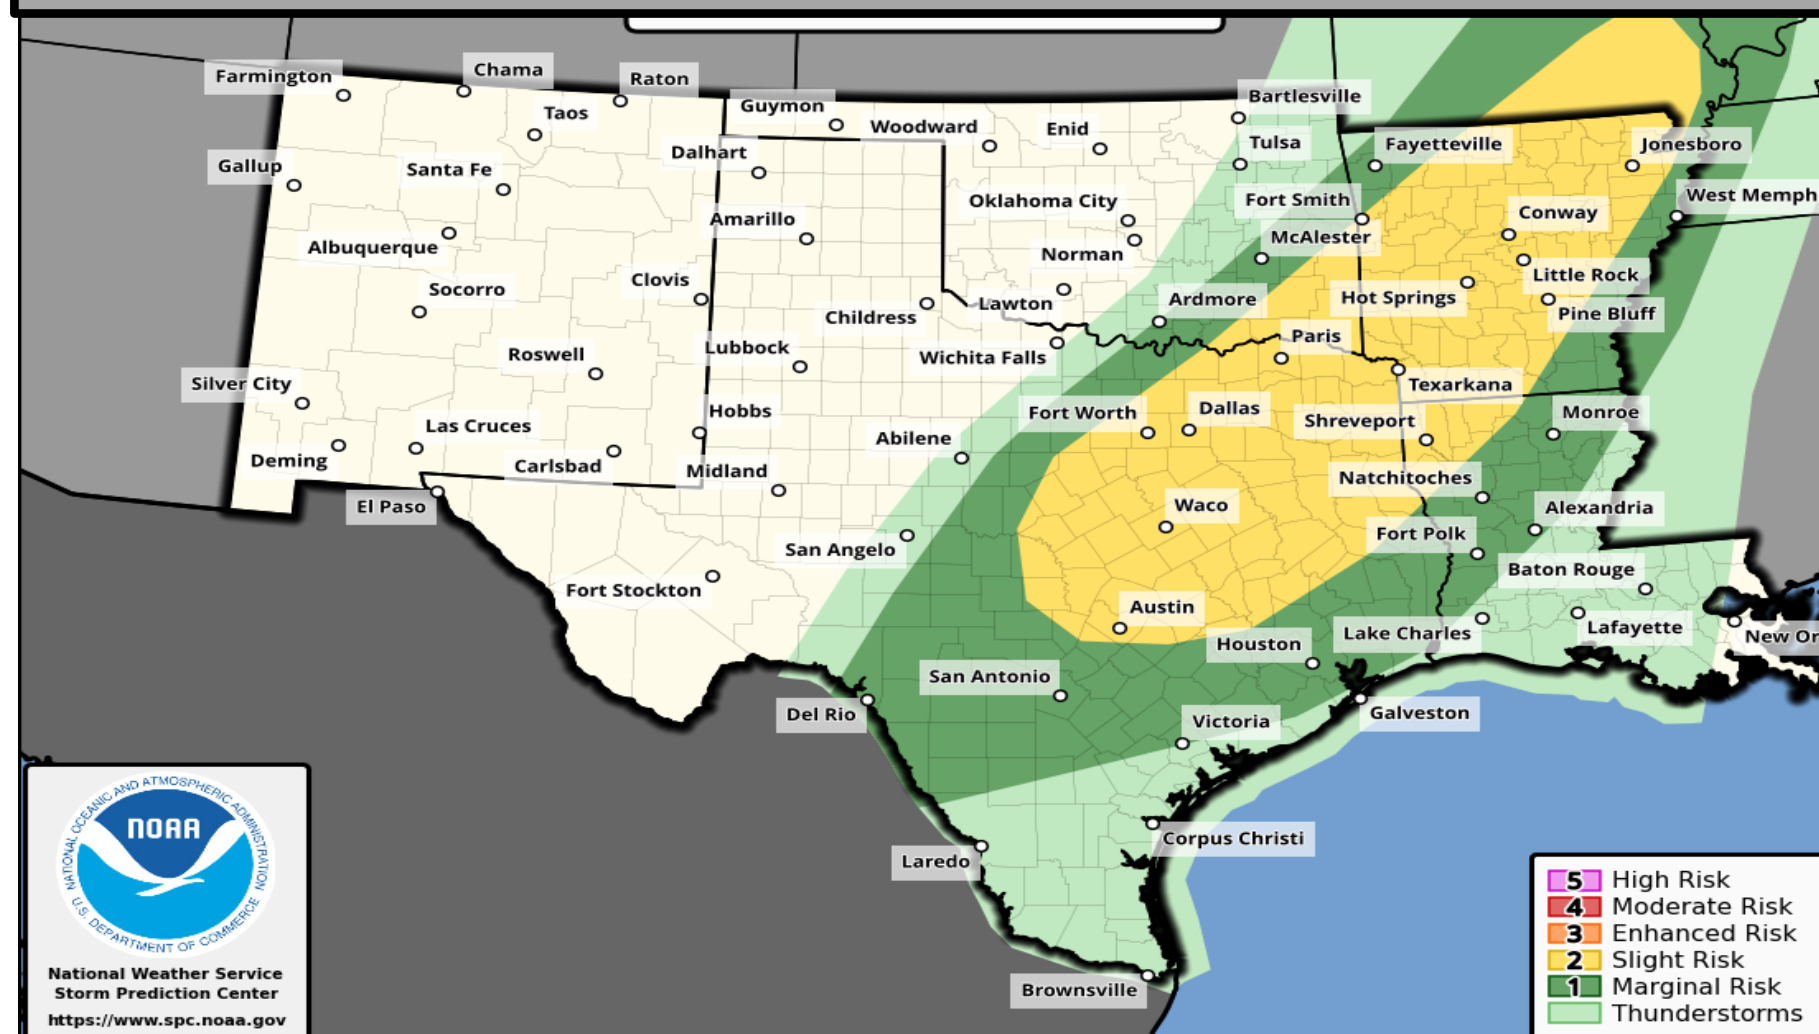 Farmington
Chama
Raton
Taos
Guymon
Woodward
Enid
Bartlesville
Tulsa
Fayetteville
Jonesboro
Gallup
Santa Fe
Dalhart
Oklahoma City
Fort Smith
West Memph
Amarillo
Conway
Albuquerque
Norman
McAlester
Socorro
Clovis
Lawton
Ardmore
Hot Springs
Little Rock
Pine Bluff
Childress
Roswell
Lubbock
Wichita Falls
Paris
Silver City
Texarkana
Hobbs
Fort Worth
Dallas
Monroe
Las Cruces
Abilene
Shreveport
Deming
Carlsbad
Midland
Natchitoches
El Paso
Waco
Alexandria
San Angelo
Fort Polk
Baton Rouge
Fort Stockton
Austin
Lake Charles
Lafayette
New Or
Houston
San Antonio
Del Rio
Victoria
Galveston
Corpus Christi
Laredo
Brownsville
NATIONAL OCEANIC AND ATMOSPHERIC ADMINISTRATION
NOAA
U.S. DEPARTMENT OF COMMERCE
National Weather Service
Storm Prediction Center
https://www.spc.noaa.gov
5 High Risk
4 Moderate Risk
3 Enhanced Risk
2 Slight Risk
1 Marginal Risk
Thunderstorms